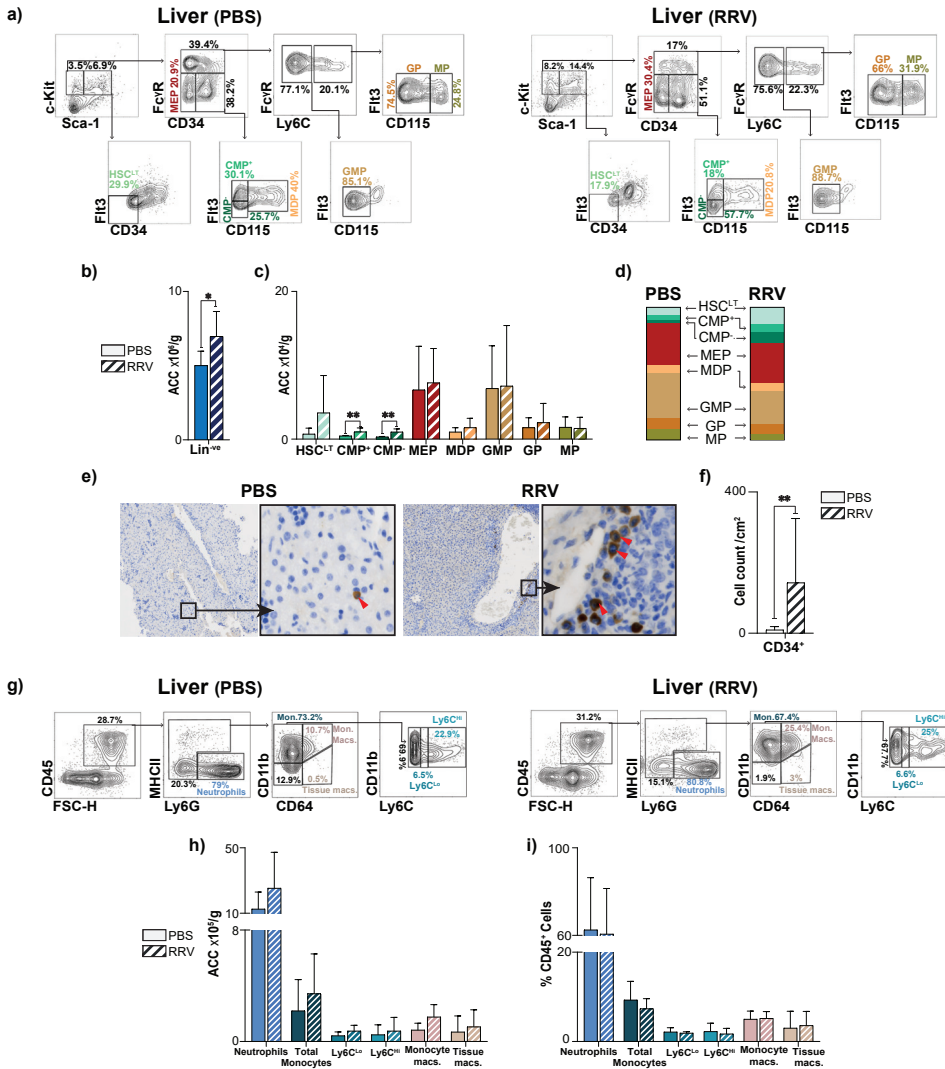 a)
Liver (PBS)
3.5% 6.9%
c-Kit
Sca-1
39.4%
MEP 20.9%
38.2%
FcγR
CD34
77.1%
20.1%
FcγR
Ly6C
GP
MP
74.5%
24.8%
Flt3
CD115
HSCLT
29.9%
Flt3
CD34
CMP+
30.1%
MDP 40%
CMP-
25.7%
Flt3
CD115
GMP
85.1%
Flt3
CD115
Liver (RRV)
8.2% 14.4%
c-Kit
Sca-1
17%
MEP 30.4%
51.1%
FcγR
CD34
75.6%
22.3%
FcγR
Ly6C
GP
MP
66%
31.9%
Flt3
CD115
HSCLT
17.9%
Flt3
CD34
CMP+
18%
MDP20.8%
CMP-
57.7%
Flt3
CD115
GMP
88.7%
Flt3
CD115
b)
10
*
ACC x10⁶/g
0
Lin-ve
PBS
RRV
c)
20
ACC x10⁴/g
0
**
**
HSCLT CMP+ CMP- MEP MDP GMP GP MP
d)
PBS RRV
HSCLT
CMP+
CMP-
MEP
MDP
GMP
GP
MP
e)
PBS
RRV
f)
400
**
Cell count /cm²
0
CD34+
PBS
RRV
g)
Liver (PBS)
28.7%
CD45
FSC-H
20.3%
79%
Neutrophils
MHCII
Ly6G
Mon.73.2%
10.7% Mon.
Macs.
12.9%
0.5%
Tissue macs.
CD11b
CD64
Ly6CHi
22.9%
69.9%
6.5%
Ly6CLo
CD11b
Ly6C
Liver (RRV)
31.2%
CD45
FSC-H
15.1%
80.8%
Neutrophils
MHCII
Ly6G
Mon.67.4%
25.4% Mon.
Macs.
1.9%
3%
Tissue macs.
CD11b
CD64
Ly6CHi
25%
67.7%
6.6%
Ly6CLo
CD11b
Ly6C
h)
50
10
8
0
ACC x10⁵/g
PBS
RRV
Neutrophils Total Monocytes Ly6CLo Ly6CHi Monocyte macs. Tissue macs.
i)
100
60
20
0
% CD45+ Cells
Neutrophils Total Monocytes Ly6CLo Ly6CHi Monocyte macs. Tissue macs.